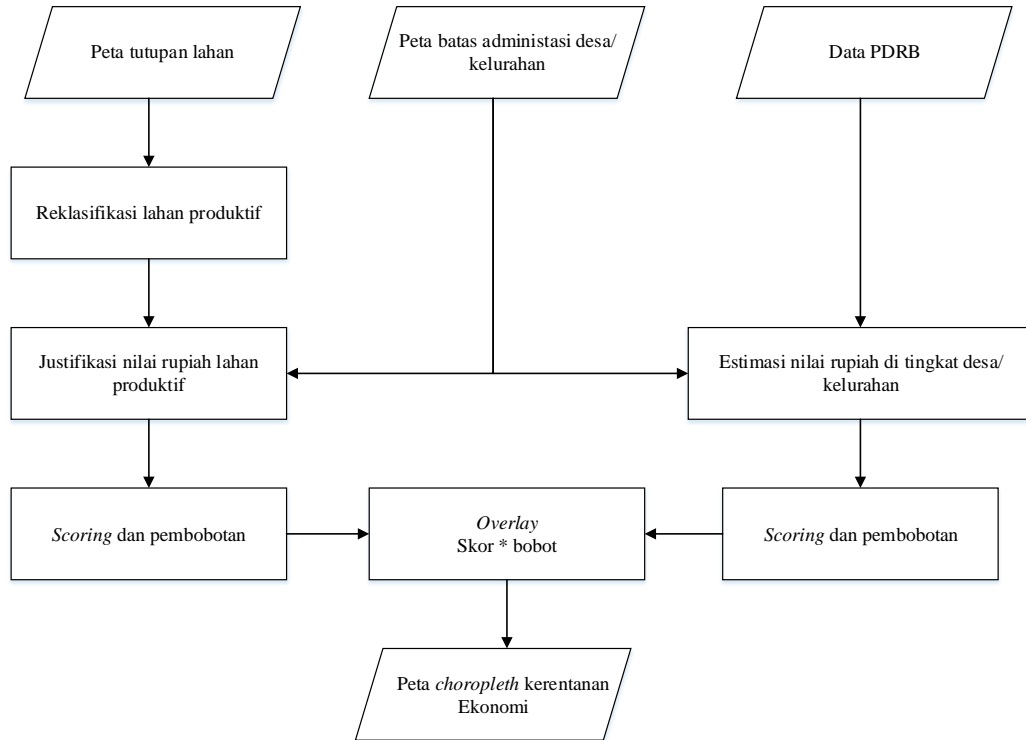 Peta tutupan lahan
Peta batas administasi desa/
kelurahan
Data PDRB
Reklasifikasi lahan produktif
Justifikasi nilai rupiah lahan
produktif
Estimasi nilai rupiah di tingkat desa/
kelurahan
Scoring dan pembobotan
Overlay
Skor * bobot
Scoring dan pembobotan
Peta choropleth kerentanan
Ekonomi